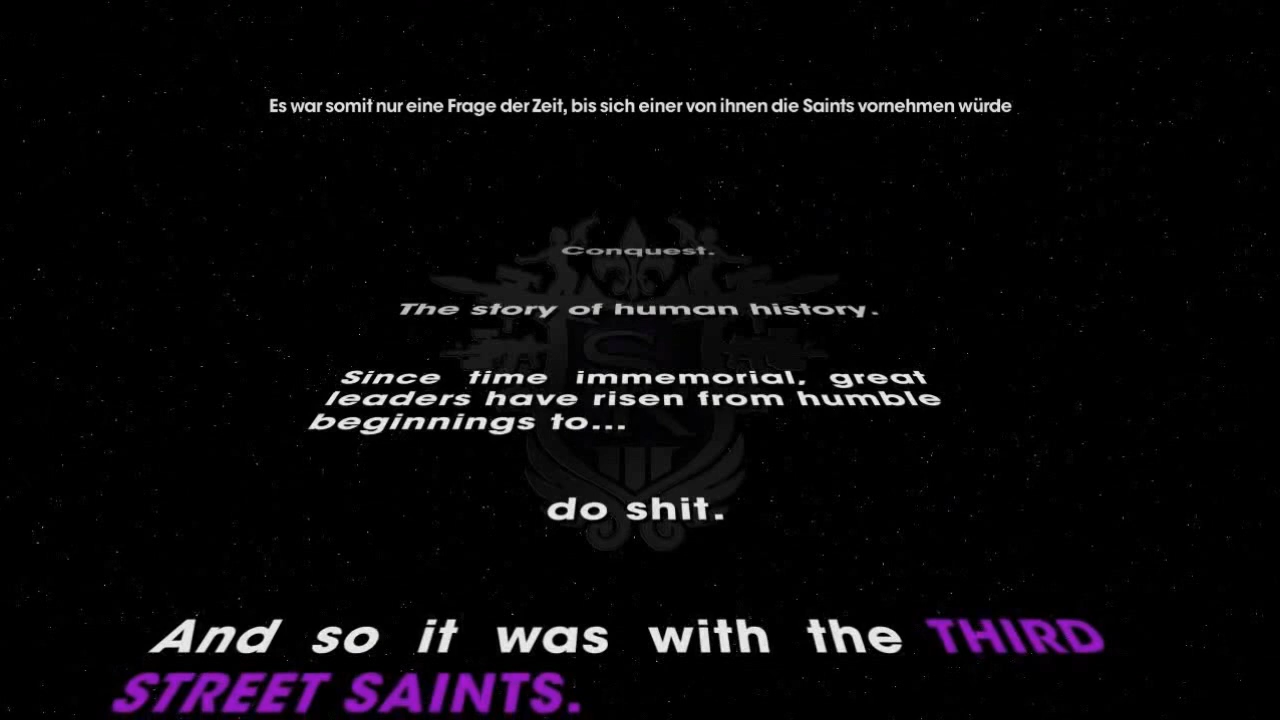 Es war somit nur eine Frage der Zeit, bis sich einer von ihnen die Saints vornehmen würde
Conquest.
The story of human history.
Since time immemorial, great
leaders have risen from humble
beginnings to...
do shit.
And so it was with the THIRD
STREET SAINTS.